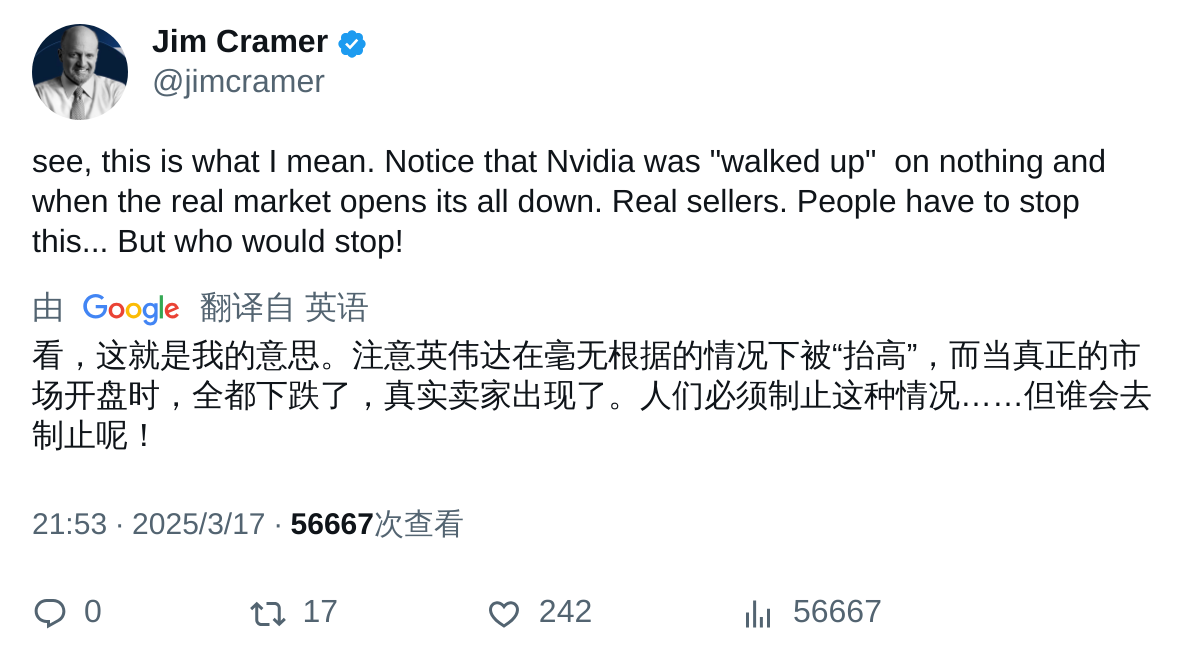 Jim Cramer
@jimcramer
see, this is what I mean. Notice that Nvidia was "walked up"  on nothing and
when the real market opens its all down. Real sellers. People have to stop
this... But who would stop!
由 Google 翻译自 英语
看，这就是我的意思。注意英伟达在毫无根据的情况下被“抬高”，而当真正的市
场开盘时，全都下跌了，真实卖家出现了。人们必须制止这种情况……但谁会去
制止呢！
21:53 · 2025/3/17 · 56667次查看
0 17 242 56667